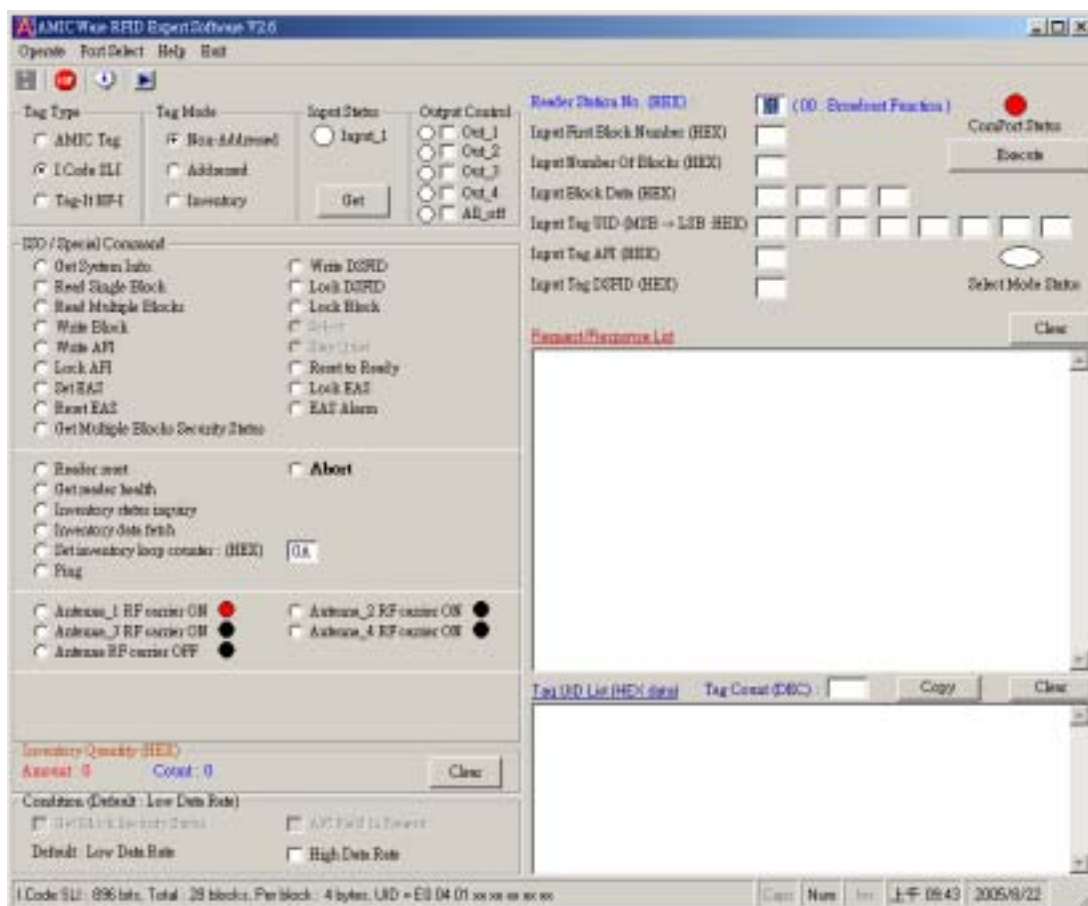 AMIC Wave RFID Expert Software V2.6
Operate Port Select Help Exit
Tag Type
AMIC Tag
I Code SLI
Tag-It HF-I
Tag Mode
Non-Addressed
Addressed
Inventory
Input Status
Input_1
Get
Output Control
Out_1
Out_2
Out_3
Out_4
All_off
Reader Station No. (HEX) ( 00 : Broadcast Function )
Input First Block Number (HEX)
Input Number Of Blocks (HEX)
Input Block Data (HEX)
Input Tag UID (MSB → LSB :HEX)
Input Tag AFI (HEX)
Input Tag DSFID (HEX)
ComPort Status
Execute
Select Mode Status
ISO / Special Command
Get System Info.
Read Single Block
Read Multiple Blocks
Write Block
Write AFI
Lock AFI
Set EAS
Reset EAS
Get Multiple Blocks Security Status
Write DSFID
Lock DSFID
Lock Block
Select
Reset to Ready
Lock EAS
EAS Alarm
Reader reset
Get reader health
Inventory status inquiry
Inventory data fetch
Set inventory loop counter : (HEX) 0A
Ping
Abort
Antenna_1 RF carrier ON
Antenna_2 RF carrier ON
Antenna_3 RF carrier ON
Antenna_4 RF carrier ON
Antenna RF carrier OFF
Inventory Quantity (HEX)
Amount : 0 Count : 0
Clear
Condition (Default : Low Data Rate)
Get Block Security Status
Default : Low Data Rate
High Data Rate
Request/Response List
Clear
Tag UID List (HEX data) Tag Count (DEC) :
Copy
Clear
I Code SLI : 896 bits, Total : 28 blocks, Per block : 4 bytes, UID = E0 04 01 xx xx xx xx xx
Caps Num Ins 上午 09:43 2005/8/22